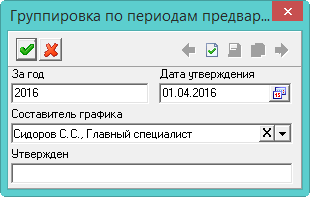 Группировка по периодам предвар...
За год Дата утверждения
2016 01.04.2016
Составитель графика
Сидоров С.С., Главный специалист
Утвержден